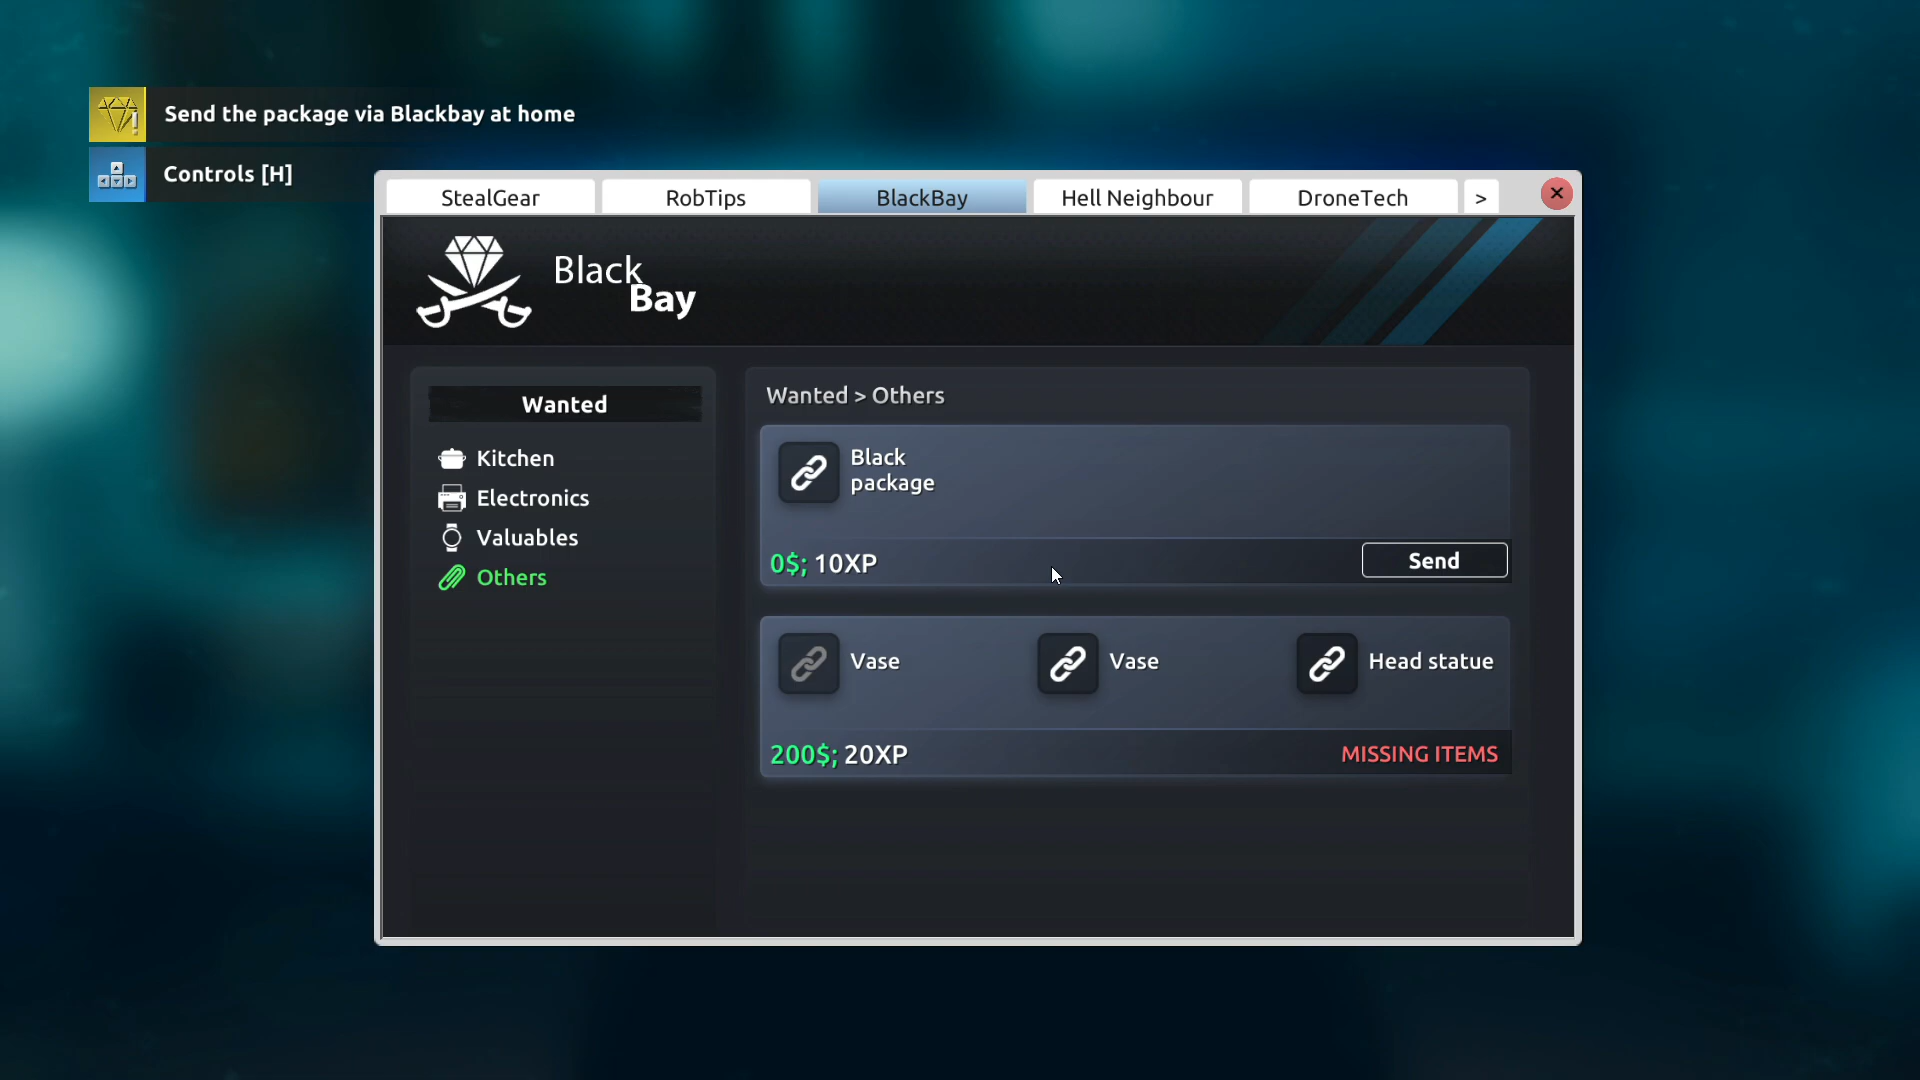 Send the package via Blackbay at home
Controls [H]
StealGear
RobTips
BlackBay
Hell Neighbour
DroneTech
>
Black
Bay
Wanted
Kitchen
Electronics
Valuables
Others
Wanted > Others
Black
package
0$; 10XP
Send
Vase
Vase
Head statue
200$; 20XP
MISSING ITEMS